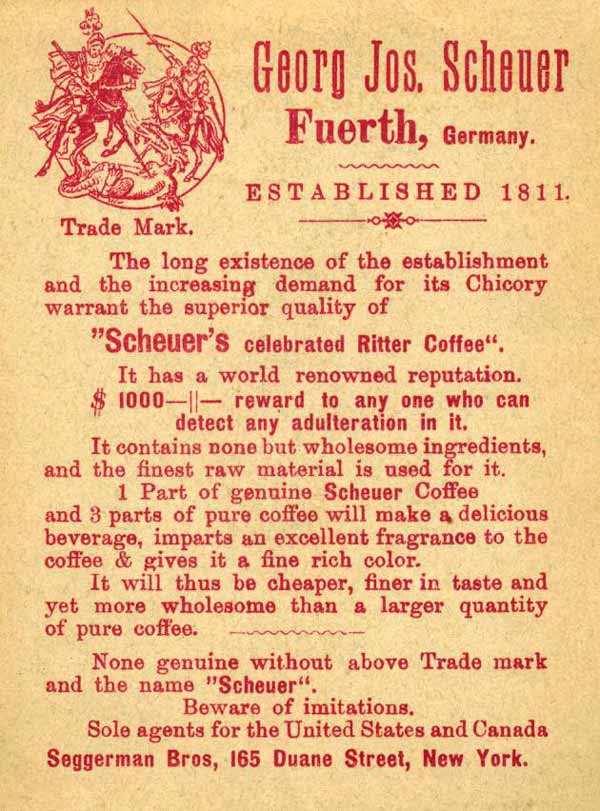 Georg Jos. Scheuer
Fuerth, Germany.
ESTABLISHED 1811.
Trade Mark.
The long existence of the establishment
and the increasing demand for its Chicory
warrant the superior quality of
"Scheuer's celebrated Ritter Coffee“.
It has a world renowned reputation.
$ 1000—||— reward to any one who can
detect any adulteration in it.
It contains none but wholesome ingredients,
and the finest raw material is used for it.
1 Part of genuine Scheuer Coffee
and 3 parts of pure coffee will make a delicious
beverage, imparts an excellent fragrance to the
coffee & gives it a fine rich color.
It will thus be cheaper, finer in taste and
yet more wholesome than a larger quantity
of pure coffee.
None genuine without above Trade mark
and the name "Scheuer“.
Beware of imitations.
Sole agents for the United States and Canada
Seggerman Bros, 165 Duane Street, New York.